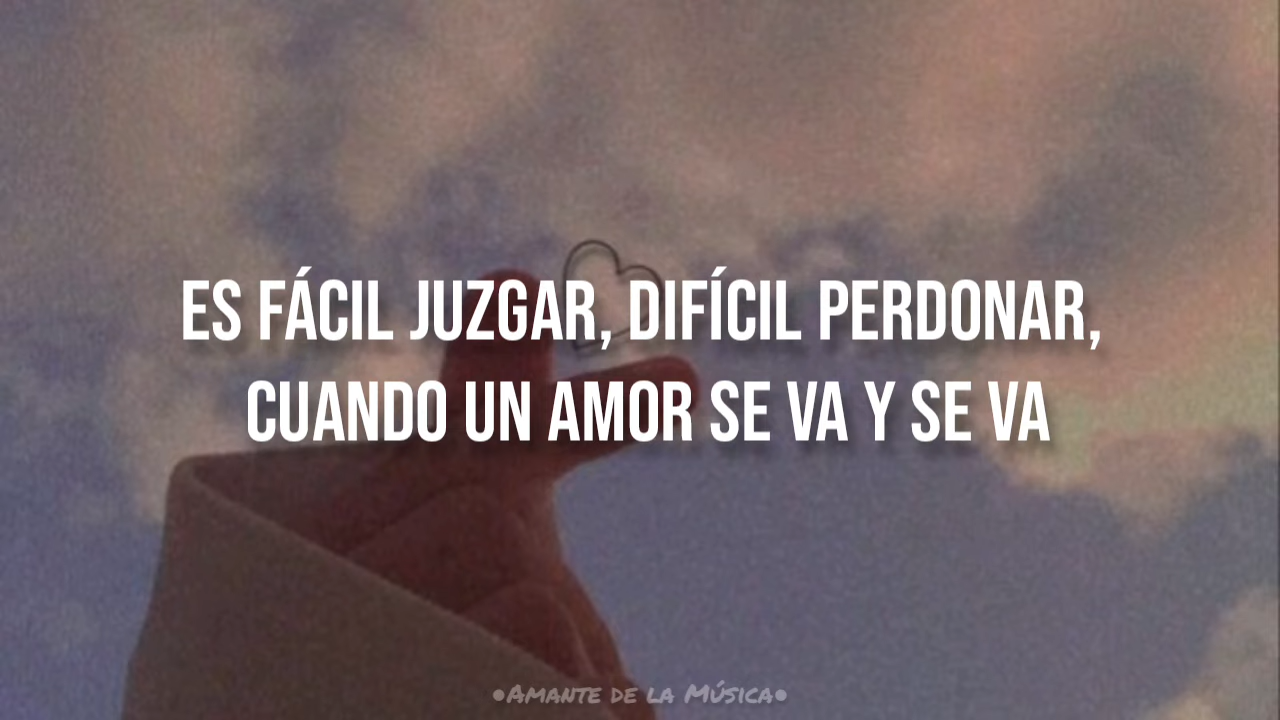 ES FÁCIL JUZGAR, DIFÍCIL PERDONAR,
CUANDO UN AMOR SE VA Y SE VA
•AMANTE DE LA MÚSICA•